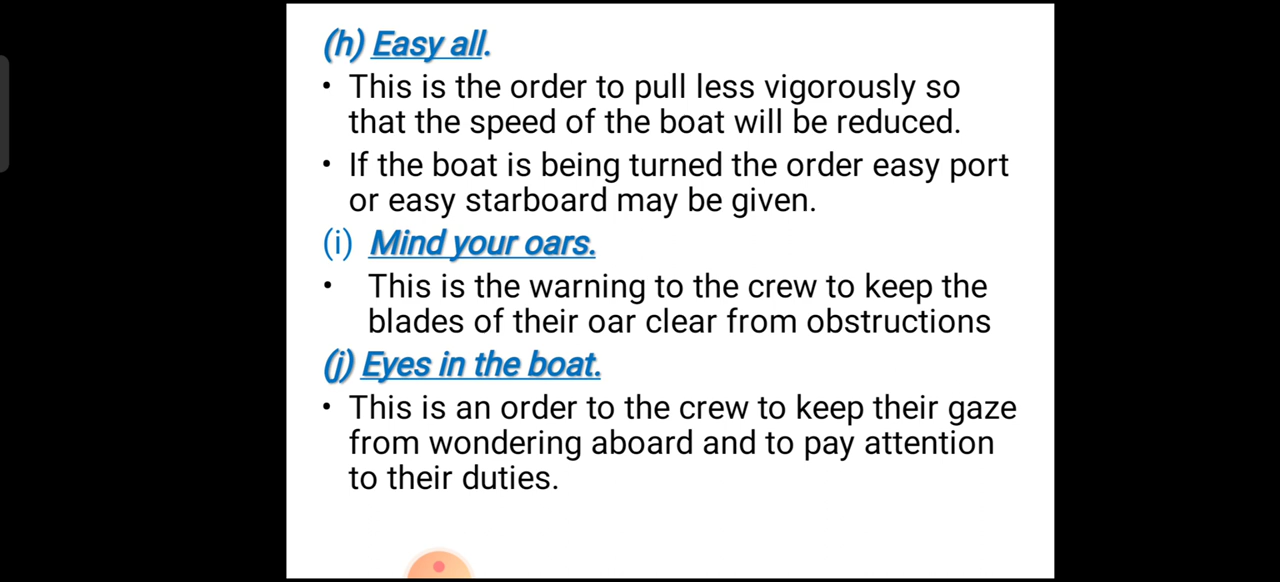 (h) Easy all.
• This is the order to pull less vigorously so
that the speed of the boat will be reduced.
• If the boat is being turned the order easy port
or easy starboard may be given.
(i) Mind your oars.
• This is the warning to the crew to keep the
blades of their oar clear from obstructions
(j) Eyes in the boat.
• This is an order to the crew to keep their gaze
from wondering aboard and to pay attention
to their duties.